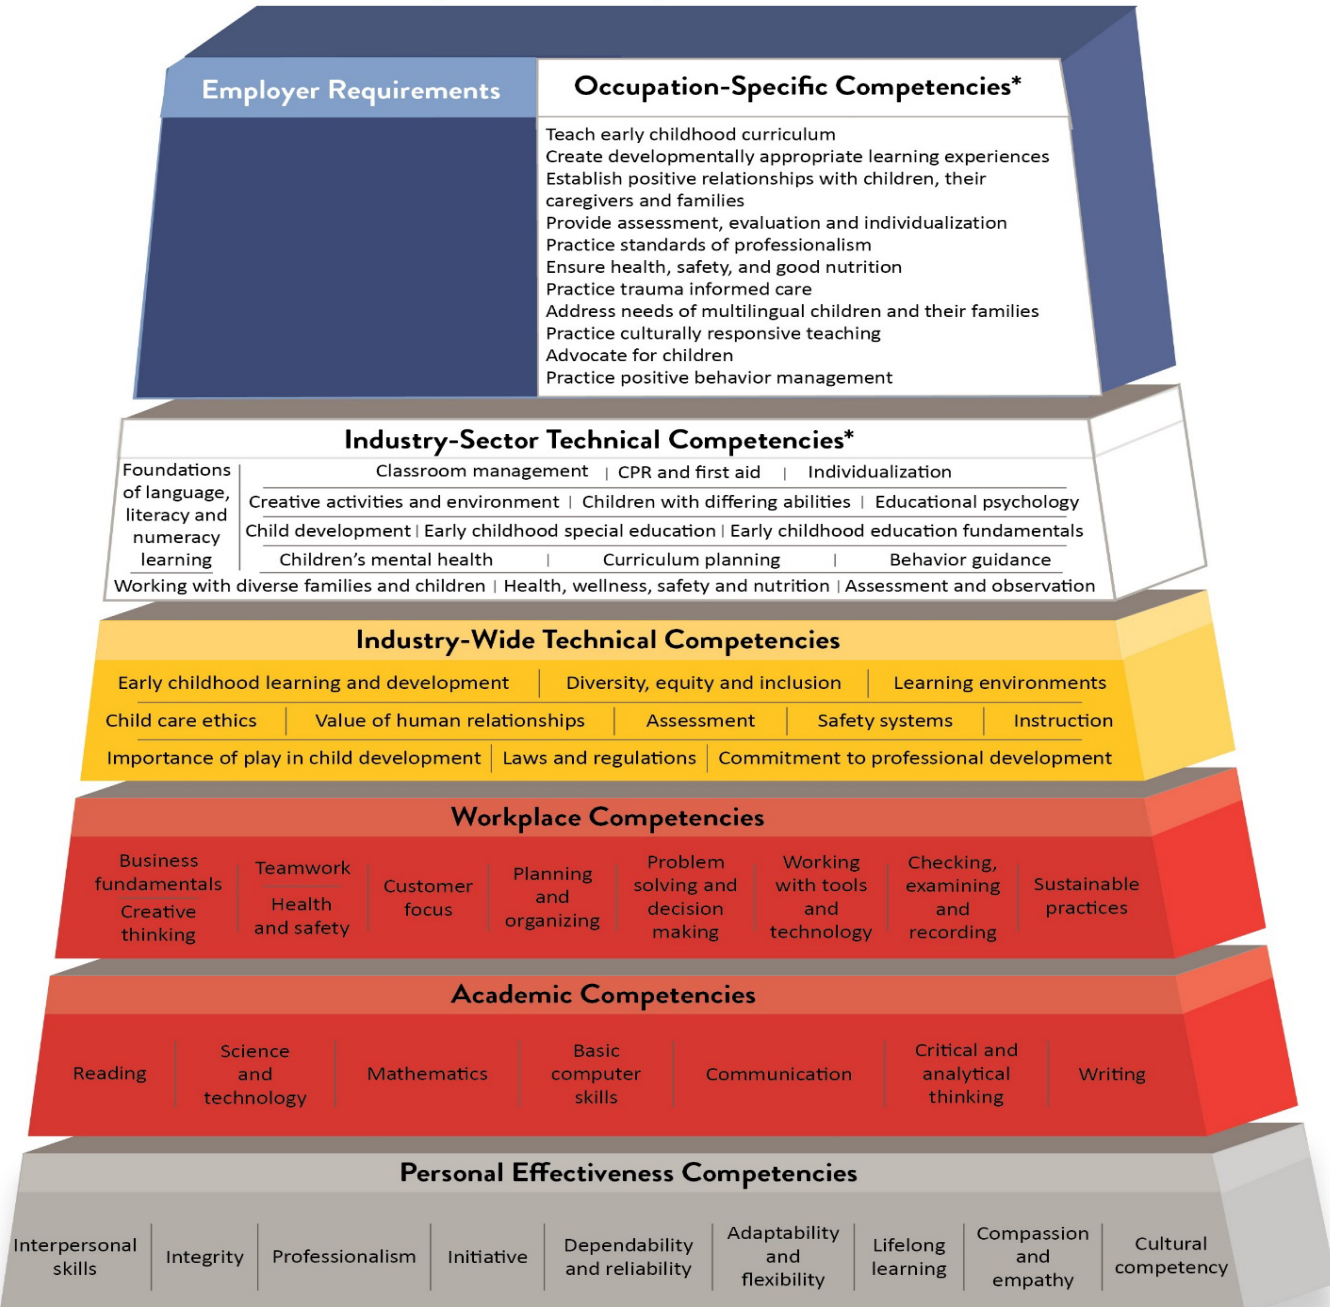 Employer Requirements
Occupation-Specific Competencies*
Teach early childhood curriculum
Create developmentally appropriate learning experiences
Establish positive relationships with children, their
caregivers and families
Provide assessment, evaluation and individualization
Practice standards of professionalism
Ensure health, safety, and good nutrition
Practice trauma informed care
Address needs of multilingual children and their families
Practice culturally responsive teaching
Advocate for children
Practice positive behavior management
Industry-Sector Technical Competencies*
Foundations
of language,
literacy and
numeracy
learning
Classroom management | CPR and first aid | Individualization
Creative activities and environment | Children with differing abilities | Educational psychology
Child development | Early childhood special education | Early childhood education fundamentals
Children's mental health | Curriculum planning | Behavior guidance
Working with diverse families and children | Health, wellness, safety and nutrition | Assessment and observation
Industry-Wide Technical Competencies
Early childhood learning and development | Diversity, equity and inclusion | Learning environments
Child care ethics | Value of human relationships | Assessment | Safety systems | Instruction
Importance of play in child development | Laws and regulations | Commitment to professional development
Workplace Competencies
Business
fundamentals
Creative
thinking
Teamwork
Health
and safety
Customer
focus
Planning
and
organizing
Problem
solving and
decision
making
Working
with tools
and
technology
Checking,
examining
and
recording
Sustainable
practices
Academic Competencies
Reading
Science
and
technology
Mathematics
Basic
computer
skills
Communication
Critical and
analytical
thinking
Writing
Personal Effectiveness Competencies
Interpersonal
skills
Integrity
Professionalism
Initiative
Dependability
and reliability
Adaptability
and
flexibility
Lifelong
learning
Compassion
and
empathy
Cultural
competency